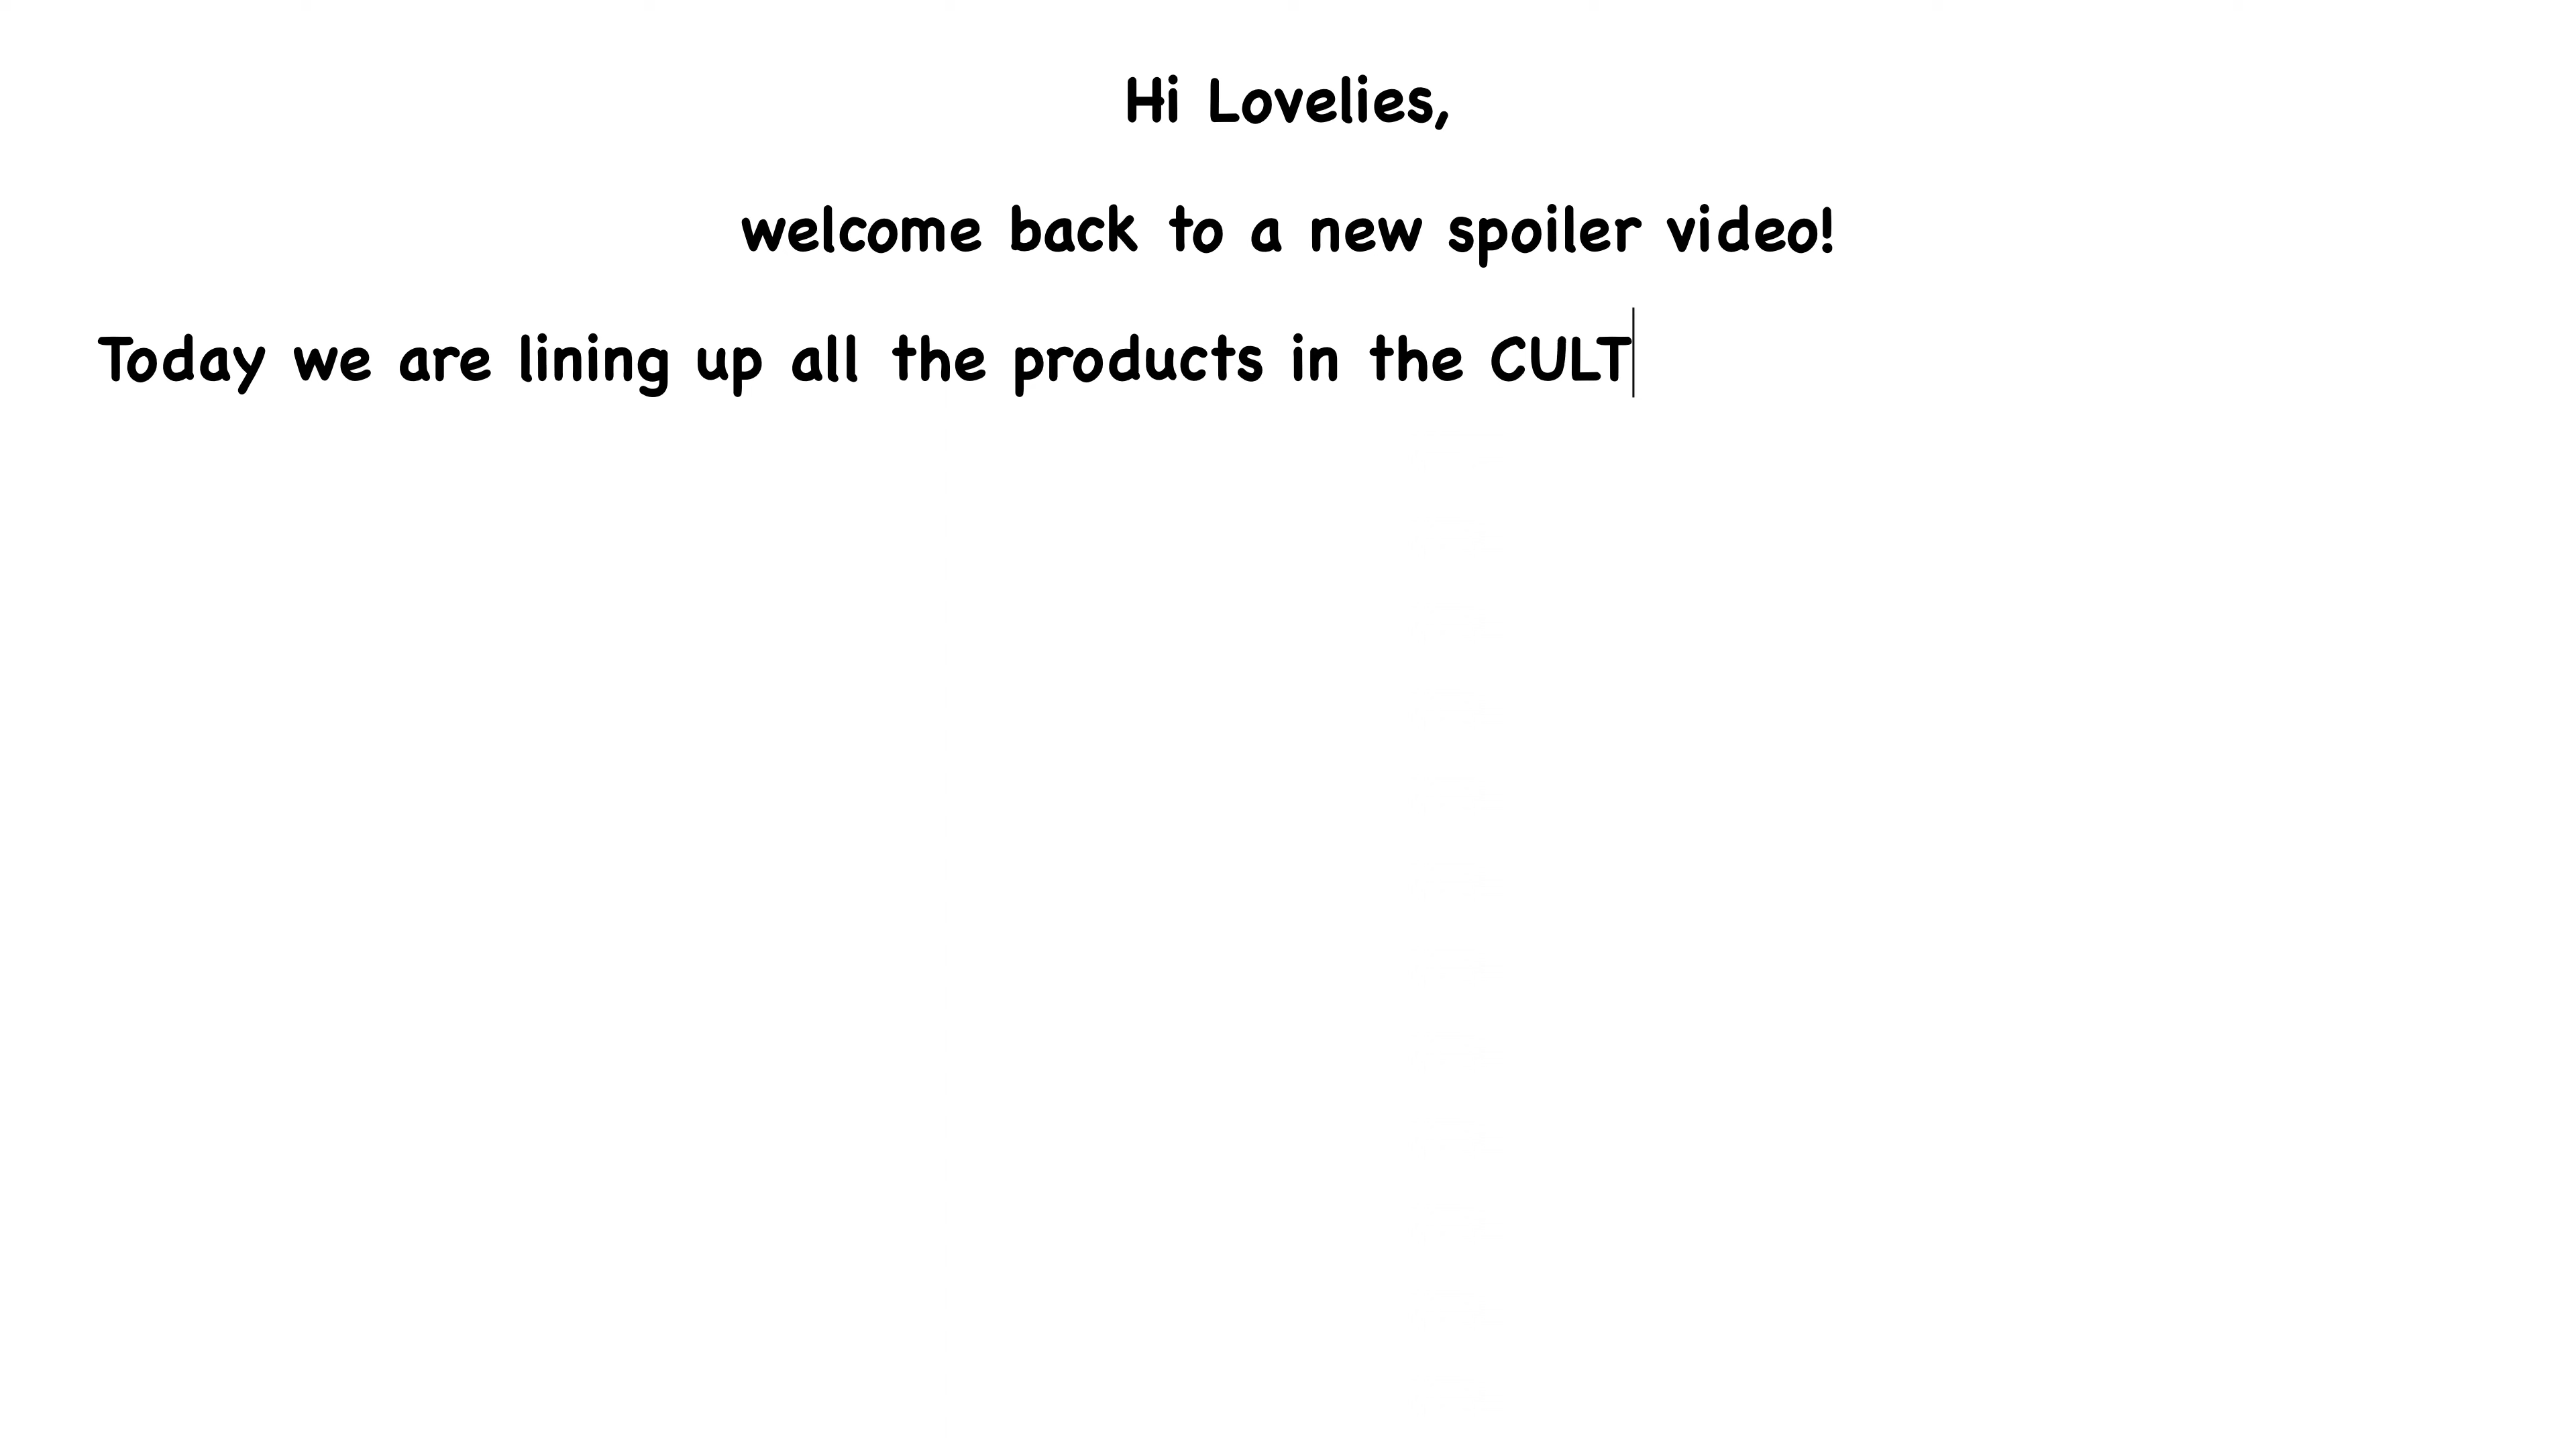 Hi Lovelies,
welcome back to a new spoiler video!
Today we are lining up all the products in the CULT